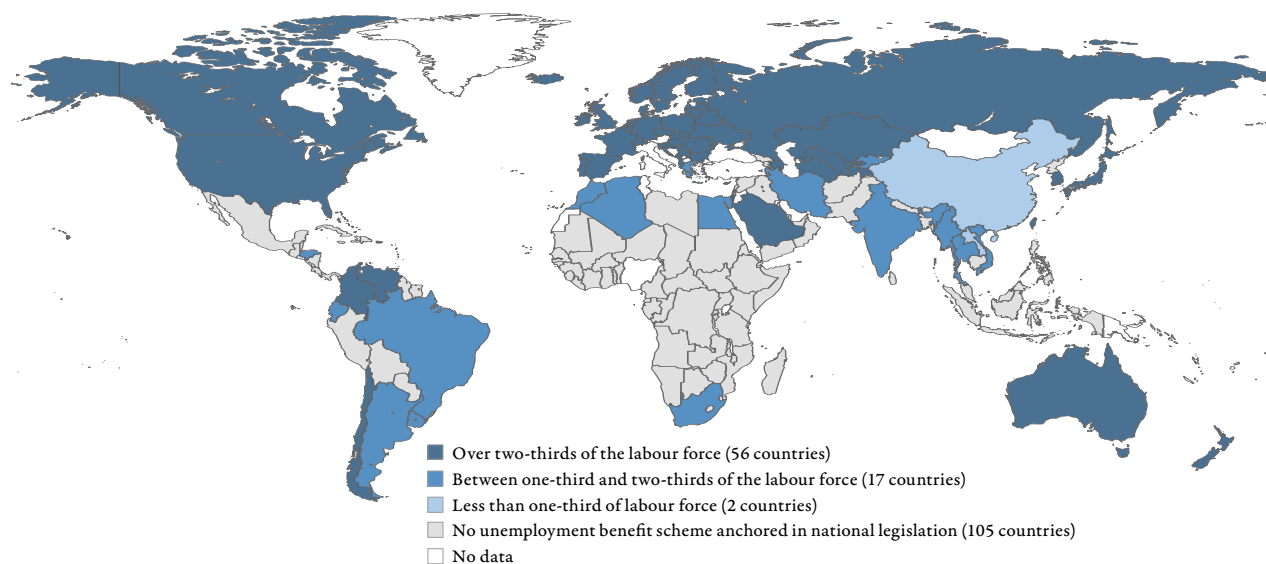 Over two-thirds of the labour force (56 countries)
Between one-third and two-thirds of the labour force (17 countries)
Less than one-third of labour force (2 countries)
No unemployment benefit scheme anchored in national legislation (105 countries)
No data